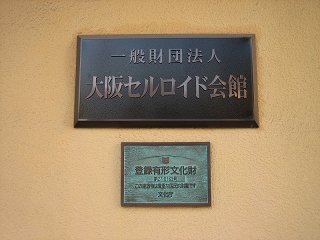 一般財団法人
大阪セルロイド会館
登録有形文化財
文化庁